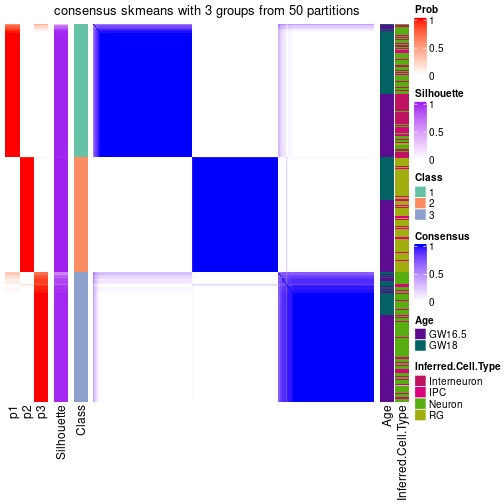 consensus skmeans with 3 groups from 50 partitions
Prob
1
0.5
0
Silhouette
1
0.5
0
Class
1
2
3
Consensus
1
0.5
0
Age
GW16.5
GW18
Inferred.Cell.Type
Interneuron
IPC
Neuron
RG
p1
p2
p3
Silhouette
Class
Age
Inferred.Cell.Type